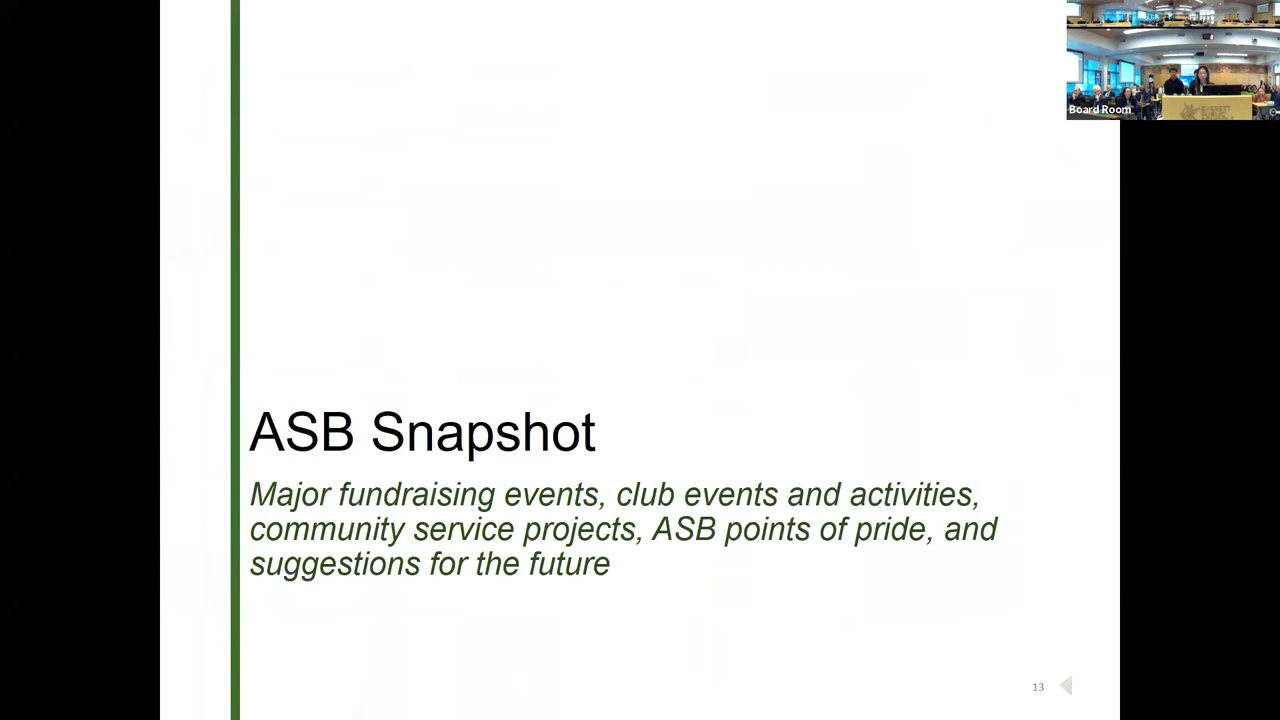 Board Room
EVERETT
ASB Snapshot
Major fundraising events, club events and activities,
community service projects, ASB points of pride, and
suggestions for the future
13